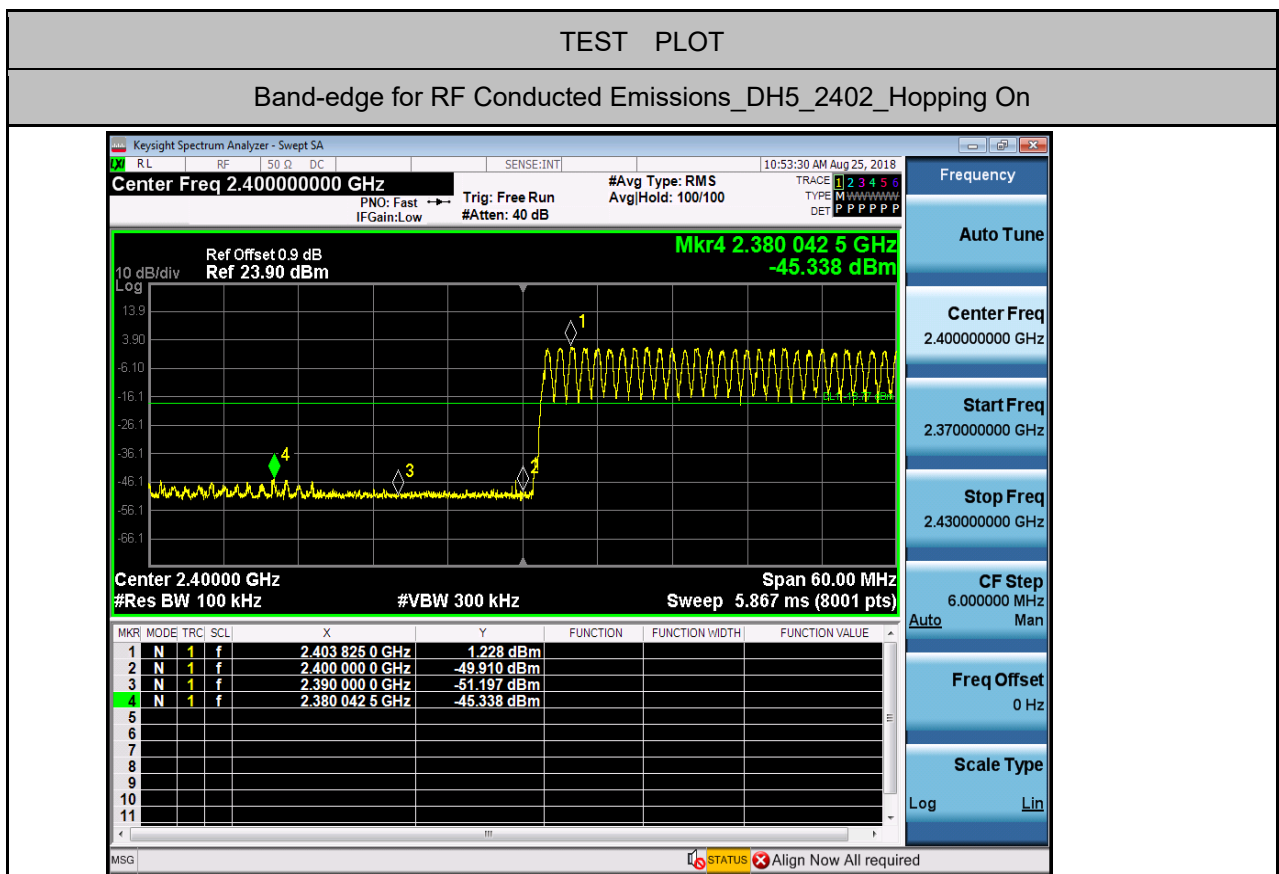 TEST PLOT
Band-edge for RF Conducted Emissions_DH5_2402_Hopping On
Keysight Spectrum Analyzer - Swept SA
RL RF 50 Ω DC SENSE:INT 10:53:30 AM Aug 25, 2018
Center Freq 2.400000000 GHz
PNO: Fast
IFGain:Low
Trig: Free Run
#Atten: 40 dB
#Avg Type: RMS
Avg|Hold: 100/100
TRACE 1 2 3 4 5 6
TYPE M WWWWW
DET P P P P P P
Mkr4 2.380 042 5 GHz
-45.338 dBm
Ref Offset 0.9 dB
10 dB/div Ref 23.90 dBm
Log
13.9
3.90
-6.10
-16.1
-26.1
-36.1
-46.1
-56.1
-66.1
1
2
3
4
Center 2.40000 GHz Span 60.00 MHz
#Res BW 100 kHz #VBW 300 kHz Sweep 5.867 ms (8001 pts)
MKR MODE TRC SCL X Y FUNCTION FUNCTION WIDTH FUNCTION VALUE
1 N 1 f 2.403 825 0 GHz 1.228 dBm
2 N 1 f 2.400 000 0 GHz -49.910 dBm
3 N 1 f 2.390 000 0 GHz -51.197 dBm
4 N 1 f 2.380 042 5 GHz -45.338 dBm
5
6
7
8
9
10
11
MSG STATUS Align Now All required
Frequency
Auto Tune
Center Freq
2.400000000 GHz
Start Freq
2.370000000 GHz
Stop Freq
2.430000000 GHz
CF Step
6.000000 MHz
Auto Man
Freq Offset
0 Hz
Scale Type
Log Lin